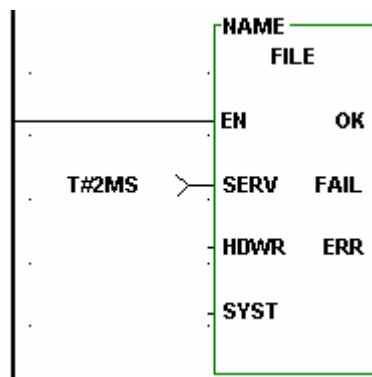 NAME
FILE
EN OK
T#2MS SERV FAIL
HDWR ERR
SYST